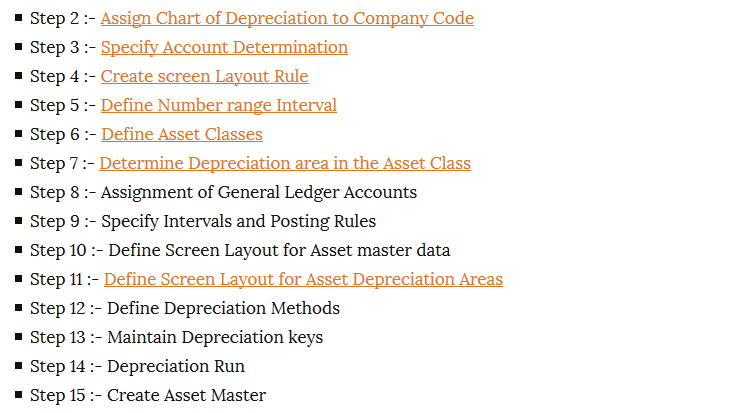 Step 2 :- Assign Chart of Depreciation to Company Code
Step 3 :- Specify Account Determination
Step 4 :- Create screen Layout Rule
Step 5 :- Define Number range Interval
Step 6 :- Define Asset Classes
Step 7 :- Determine Depreciation area in the Asset Class
Step 8 :- Assignment of General Ledger Accounts
Step 9 :- Specify Intervals and Posting Rules
Step 10 :- Define Screen Layout for Asset master data
Step 11 :- Define Screen Layout for Asset Depreciation Areas
Step 12 :- Define Depreciation Methods
Step 13 :- Maintain Depreciation keys
Step 14 :- Depreciation Run
Step 15 :- Create Asset Master